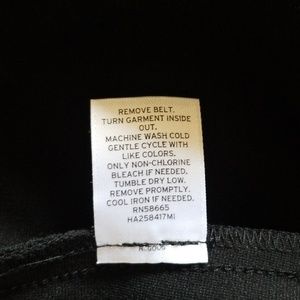 REMOVE BELT.
TURN GARMENT INSIDE
OUT.
MACHINE WASH COLD
GENTLE CYCLE WITH
LIKE COLORS.
ONLY NON-CHLORINE
BLEACH IF NEEDED.
TUMBLE DRY LOW.
REMOVE PROMPTLY.
COOL IRON IF NEEDED.
RN58665
HA258417MI